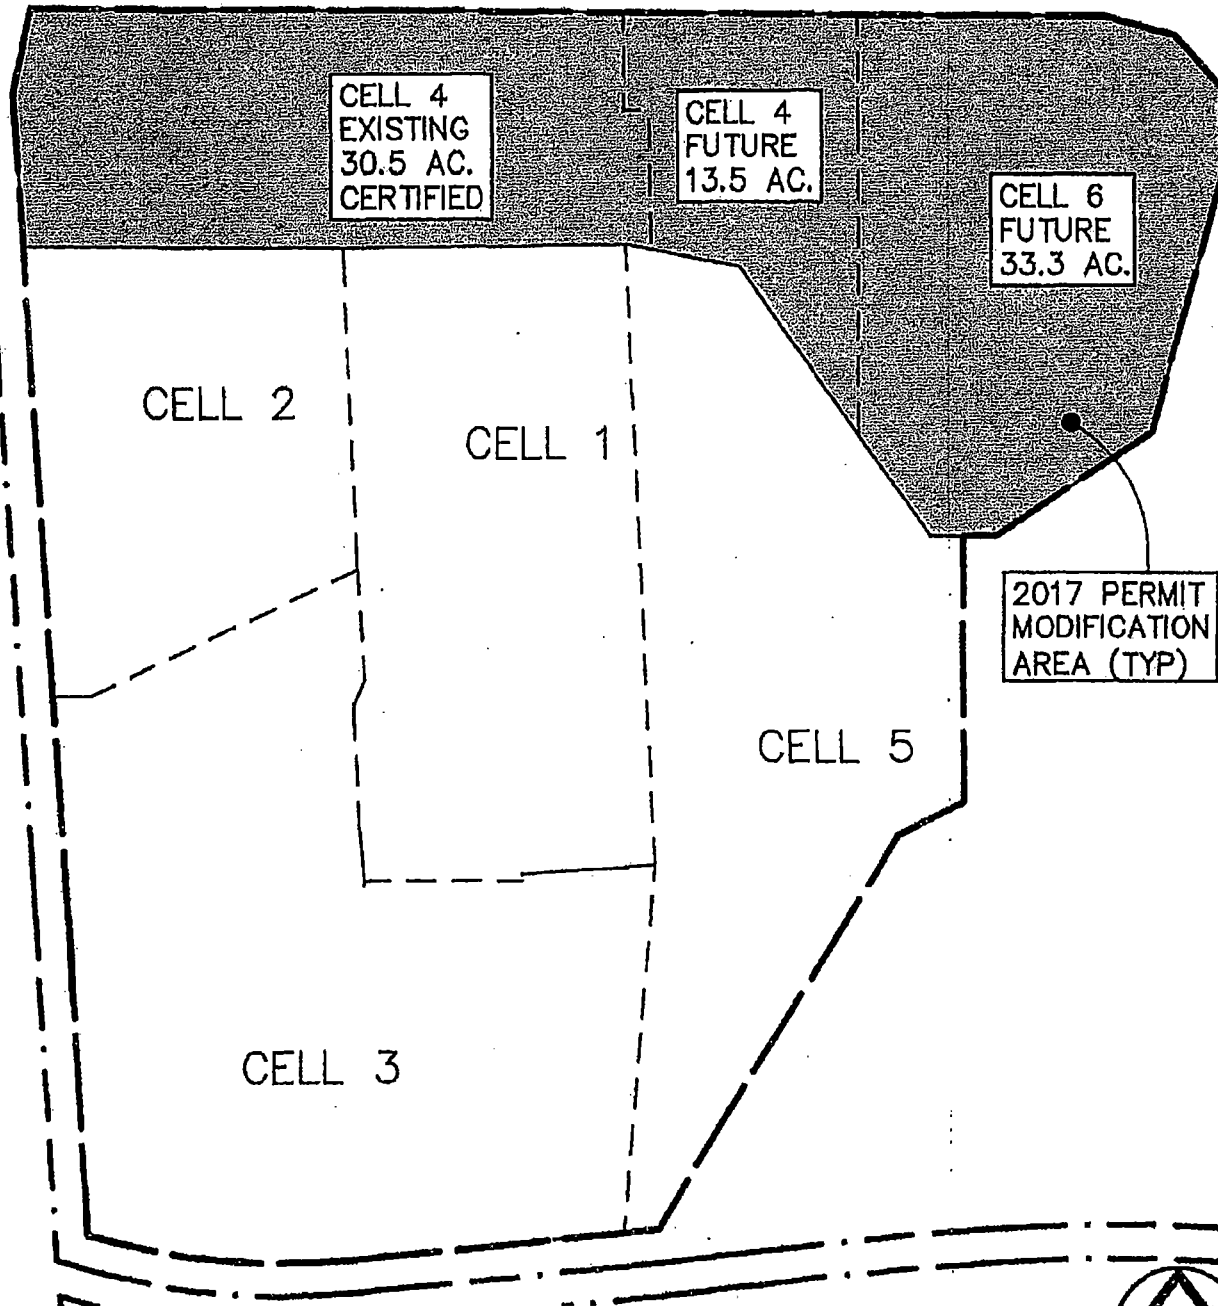 CELL 4
EXISTING
30.5 AC.
CERTIFIED
CELL 4
FUTURE
13.5 AC.
CELL 6
FUTURE
33.3 AC.
CELL 2
CELL 1
2017 PERMIT
MODIFICATION
AREA (TYP)
CELL 5
CELL 3